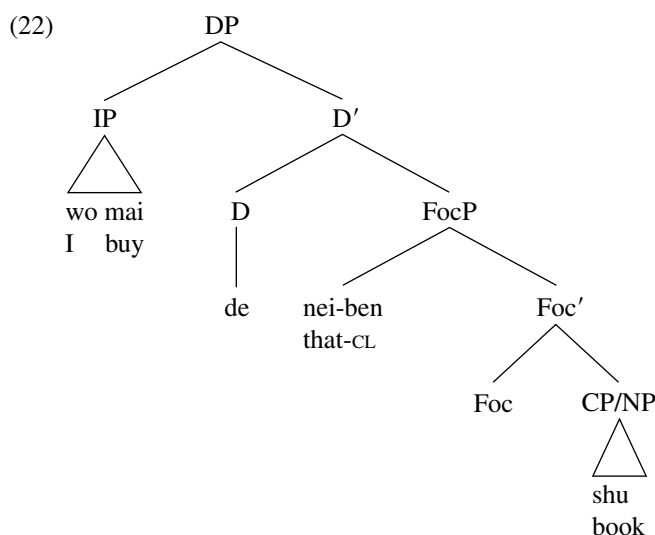 (22) DP
IP D′
wo mai D FocP
I buy
de nei-ben Foc′
that-CL
Foc CP/NP
shu
book